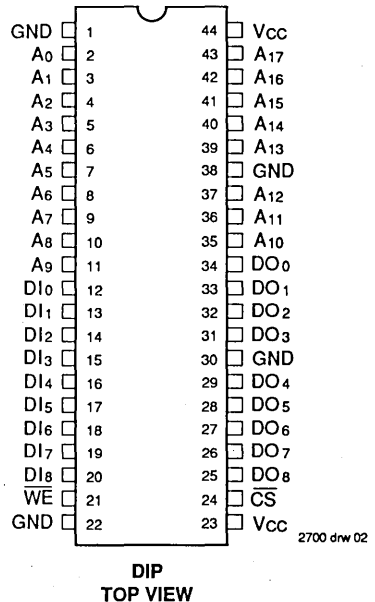 GND 1 44 VCC
A0 2 43 A17
A1 3 42 A16
A2 4 41 A15
A3 5 40 A14
A4 6 39 A13
A5 7 38 GND
A6 8 37 A12
A7 9 36 A11
A8 10 35 A10
A9 11 34 DO0
DI0 12 33 DO1
DI1 13 32 DO2
DI2 14 31 DO3
DI3 15 30 GND
DI4 16 29 DO4
DI5 17 28 DO5
DI6 18 27 DO6
DI7 19 26 DO7
DI8 20 25 DO8
W̅E̅ 21 24 C̅S̅
GND 22 23 VCC
2700 drw 02
DIP
TOP VIEW